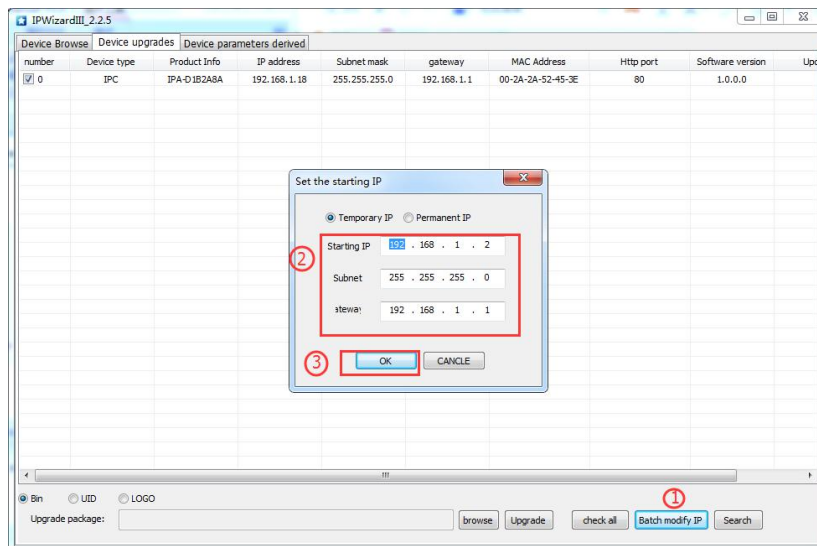 IPWizardIII_2.2.5
Device Browse Device upgrades Device parameters derived
number Device type Product Info IP address Subnet mask gateway MAC Address Http port Software version Upd
0 IPC IPA-D1B2A8A 192.168.1.18 255.255.255.0 192.168.1.1 00-2A-2A-52-45-3E 80 1.0.0.0
Set the starting IP
Temporary IP Permanent IP
② Starting IP 192 . 168 . 1 . 2
Subnet 255 . 255 . 255 . 0
ateway 192 . 168 . 1 . 1
③ OK CANCLE
①
Bin UID LOGO
Upgrade package: browse Upgrade check all Batch modify IP Search